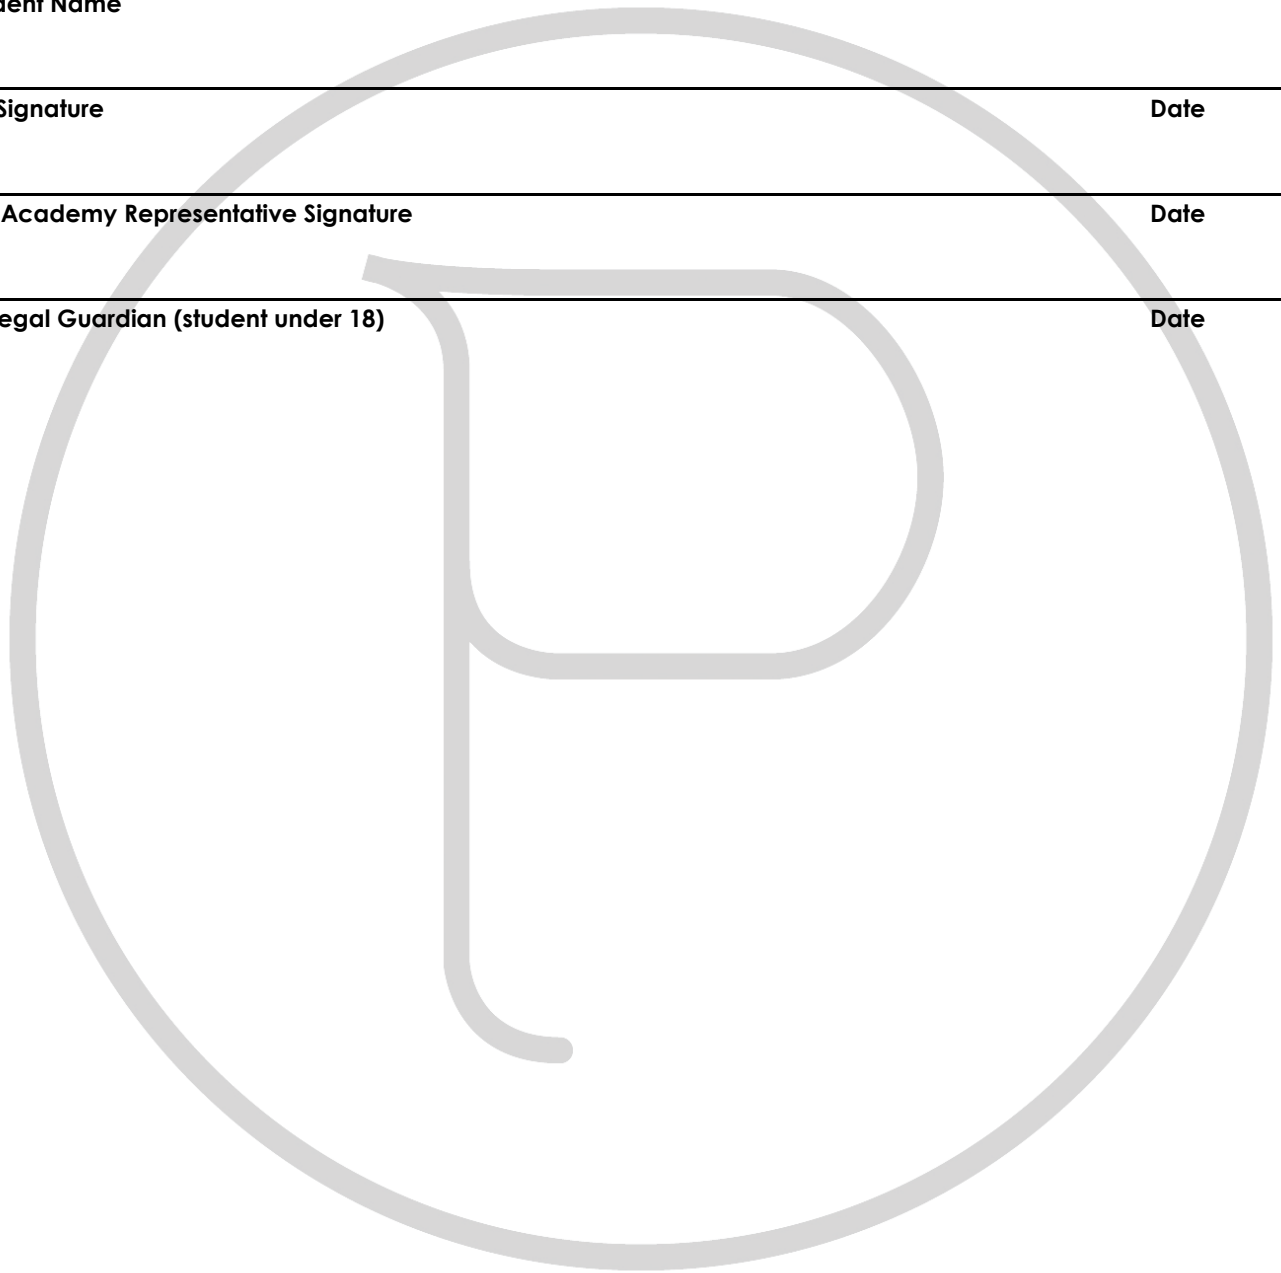 dent Name
Signature Date
Academy Representative Signature Date
egal Guardian (student under 18) Date